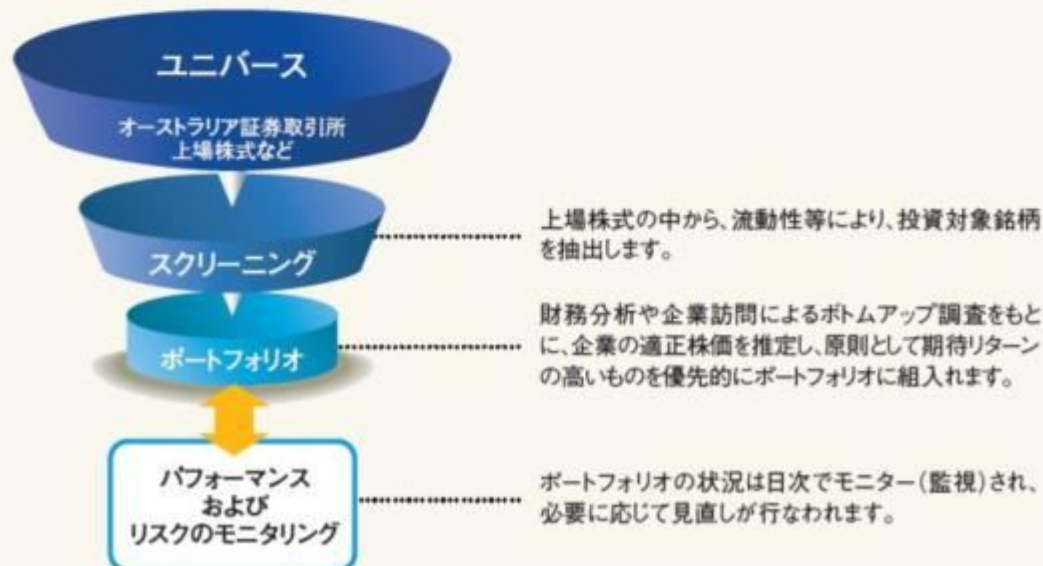 ユニバース
オーストラリア証券取引所
上場株式など
スクリーニング
上場株式の中から、流動性等により、投資対象銘柄
を抽出します。
ポートフォリオ
財務分析や企業訪問によるボトムアップ調査をもと
に、企業の適正株価を推定し、原則として期待リターン
の高いものを優先的にポートフォリオに組入れます。
パフォーマンス
および
リスクのモニタリング
ポートフォリオの状況は日次でモニター(監視)され、
必要に応じて見直しが行なわれます。